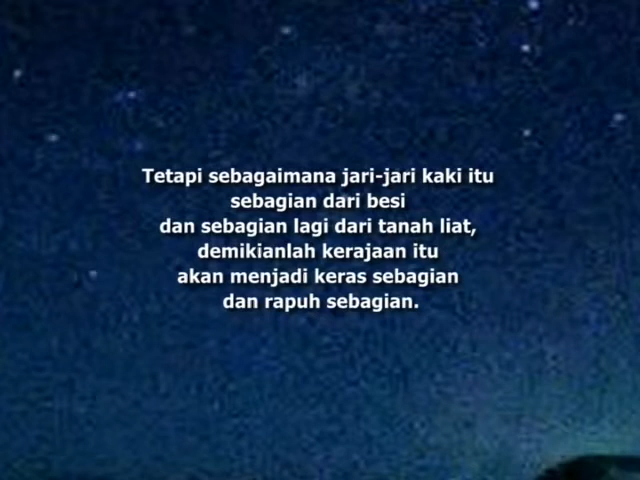 Tetapi sebagaimana jari-jari kaki itu
sebagian dari besi
dan sebagian lagi dari tanah liat,
demikianlah kerajaan itu
akan menjadi keras sebagian
dan rapuh sebagian.